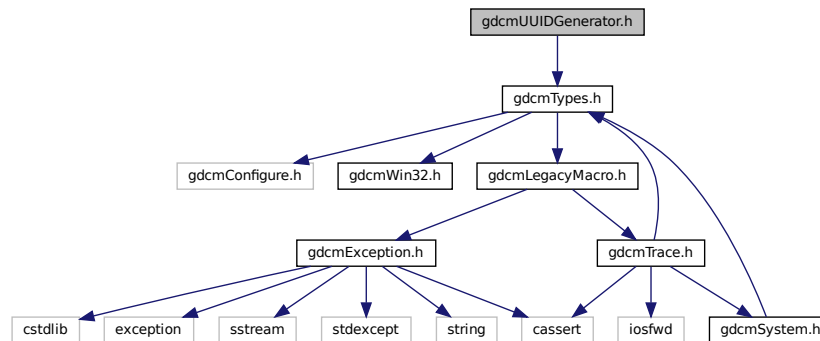 gdcmUUIDGenerator.h
gdcmTypes.h
gdcmConfigure.h
gdcmWin32.h
gdcmLegacyMacro.h
gdcmException.h
gdcmTrace.h
cstdlib
exception
sstream
stdexcept
string
cassert
iosfwd
gdcmSystem.h